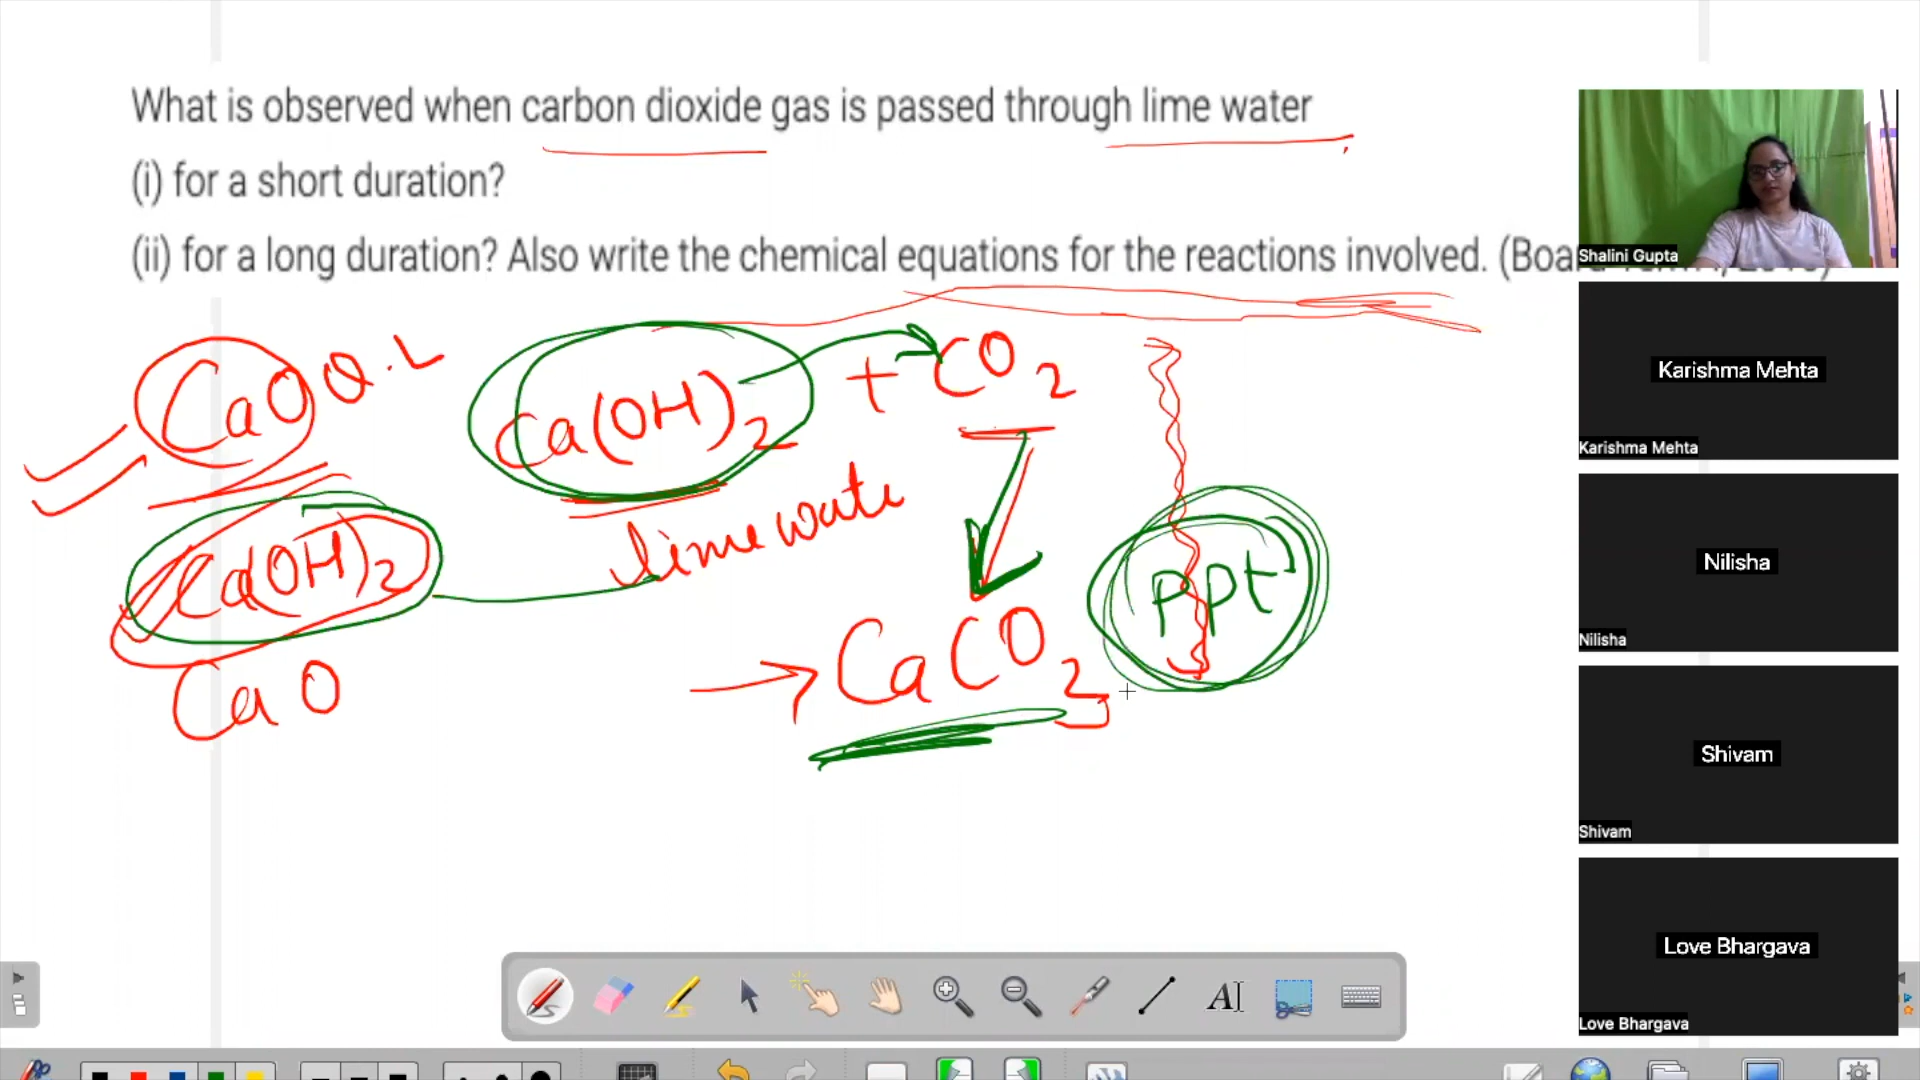 What is observed when carbon dioxide gas is passed through lime water
(i) for a short duration?
(ii) for a long duration? Also write the chemical equations for the reactions involved. (Boa
CaO Q.L
Ca(OH)2 + CO2
lime wate
Ca(OH)2
ppt
CaO
→ CaCO3
Shalini Gupta
Karishma Mehta
Karishma Mehta
Nilisha
Nilisha
Shivam
Shivam
Love Bhargava
Love Bhargava